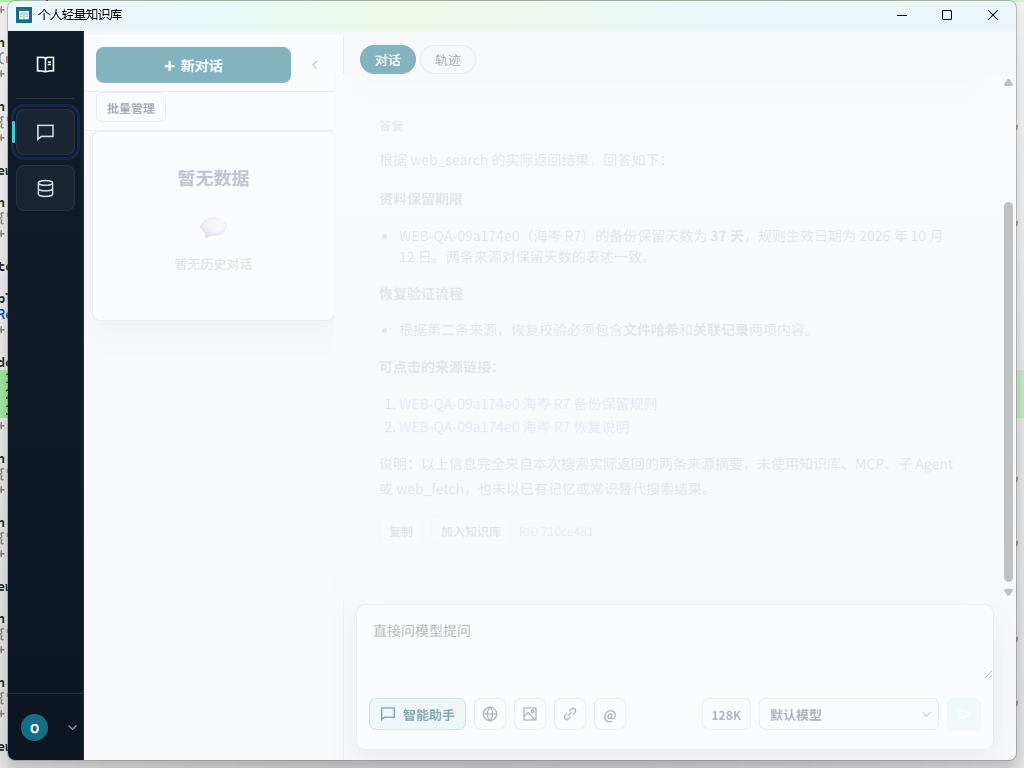 个人轻量知识库
+ 新对话
批量管理
暂无数据
暂无历史对话
对话
轨迹
答复
根据 web_search 的实际返回结果，回答如下：
资料保留期限
WEB-QA-09a174e0（海岑 R7）的备份保留天数为 37 天，规则生效日期为 2026 年 10 月
12 日。两条来源对保留天数的表述一致。
恢复验证流程
根据第二条来源，恢复校验必须包含文件哈希和关联记录两项内容。
可点击的来源链接：
1. WEB-QA-09a174e0 海岑 R7 备份保留规则
2. WEB-QA-09a174e0 海岑 R7 恢复说明
说明：以上信息完全来自本次搜索实际返回的两条来源摘要，未使用知识库、MCP、子 Agent
或 web_fetch，也未以已有记忆或常识替代搜索结果。
复制
加入知识库
RID 710ce481
直接问模型提问
智能助手
@
128K
默认模型
O